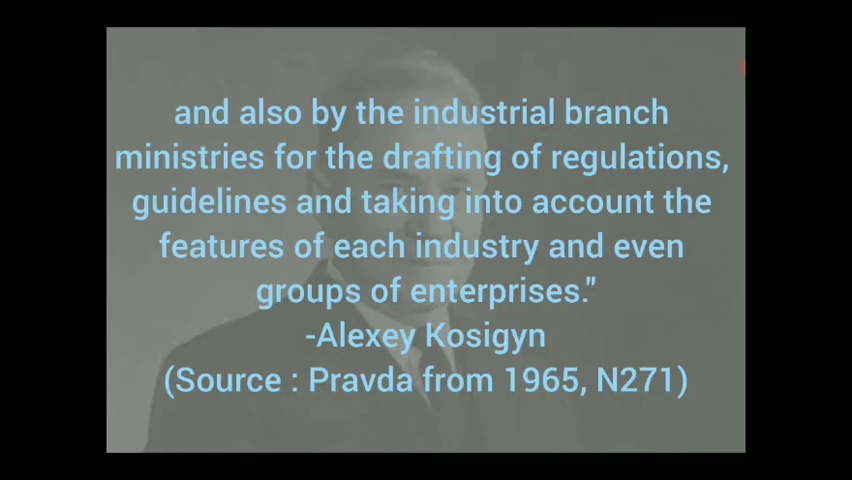 and also by the industrial branch
ministries for the drafting of regulations,
guidelines and taking into account the
features of each industry and even
groups of enterprises."
-Alexey Kosigyn
(Source : Pravda from 1965, N271)